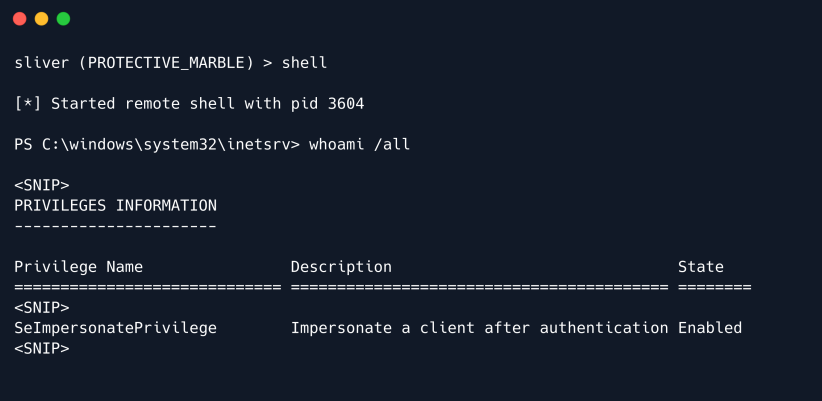 sliver (PROTECTIVE_MARBLE) > shell
[*] Started remote shell with pid 3604
PS C:\windows\system32\inetsrv> whoami /all
<SNIP>
PRIVILEGES INFORMATION
----------------------
Privilege Name                Description                               State
============================= ========================================= ========
<SNIP>
SeImpersonatePrivilege        Impersonate a client after authentication Enabled
<SNIP>